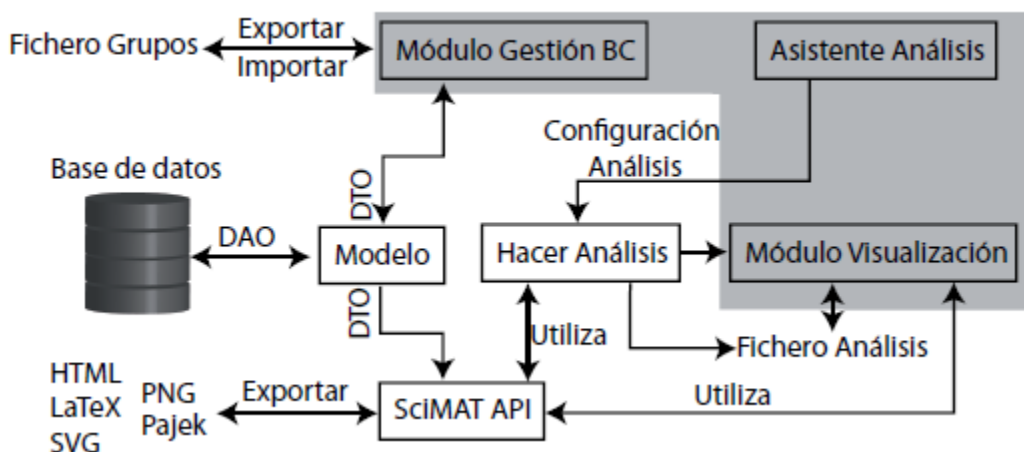 Fichero Grupos
Exportar
Importar
Módulo Gestión BC
Asistente Análisis
Configuración
Análisis
Base de datos
DTO
DAO
Modelo
Hacer Análisis
Módulo Visualización
DTO
Utiliza
Fichero Análisis
HTML
LaTeX
SVG
PNG
Pajek
Exportar
SciMAT API
Utiliza